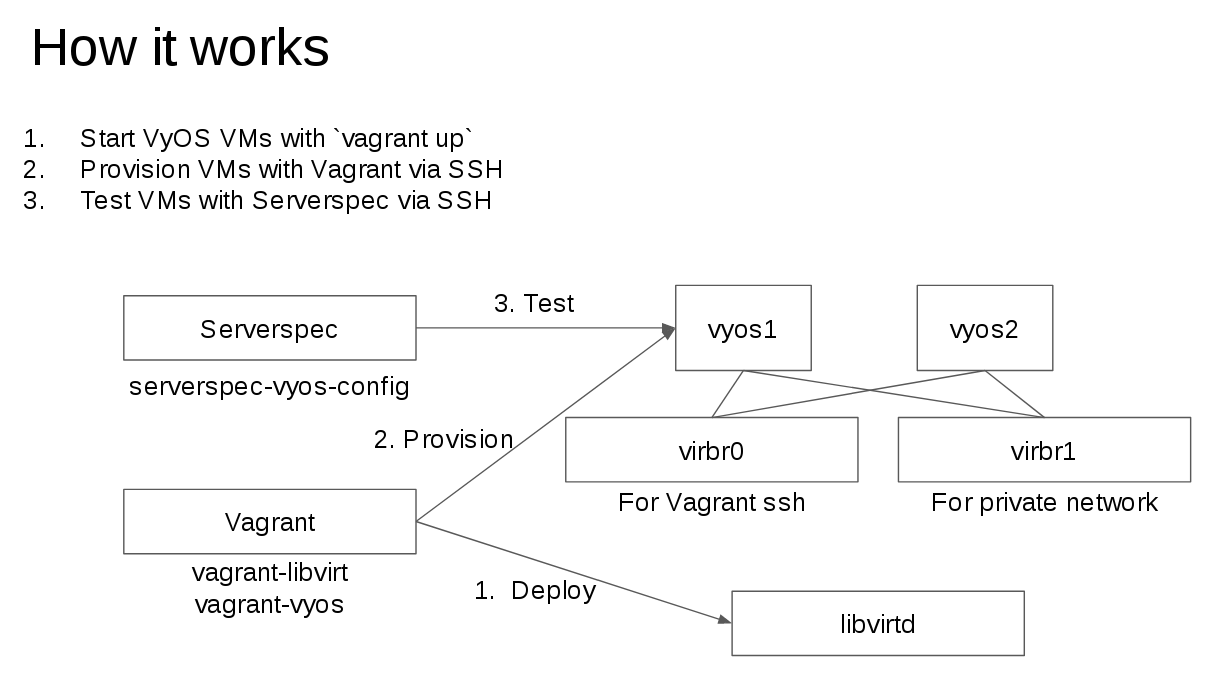 How it works
1. Start VyOS VMs with `vagrant up`
2. Provision VMs with Vagrant via SSH
3. Test VMs with Serverspec via SSH
Serverspec
serverspec-vyos-config
3. Test
vyos1
vyos2
2. Provision
virbr0
For Vagrant ssh
virbr1
For private network
Vagrant
vagrant-libvirt
vagrant-vyos
1. Deploy
libvirtd